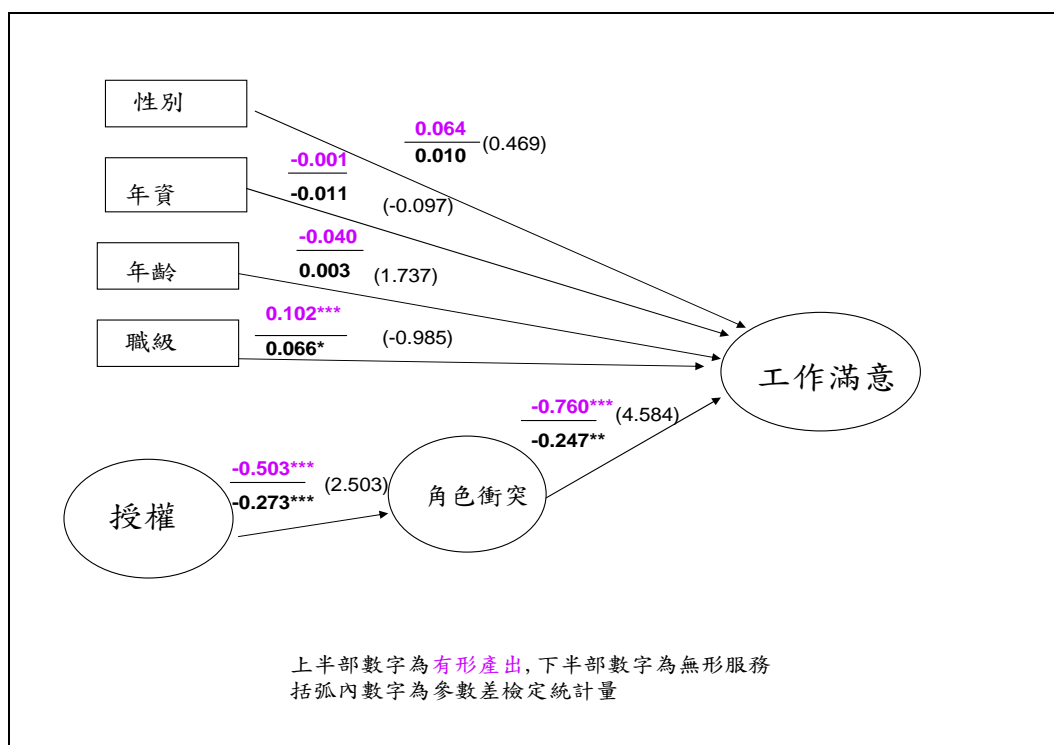 性別
0.064
0.010
(0.469)
-0.001
-0.011
(-0.097)
年資
-0.040
0.003
(1.737)
年齡
0.102***
0.066*
(-0.985)
職級
工作滿意
-0.760***
-0.247**
(4.584)
-0.503***
-0.273***
(2.503)
角色衝突
授權
上半部數字為有形產出,下半部數字為無形服務
括弧內數字為參數差檢定統計量